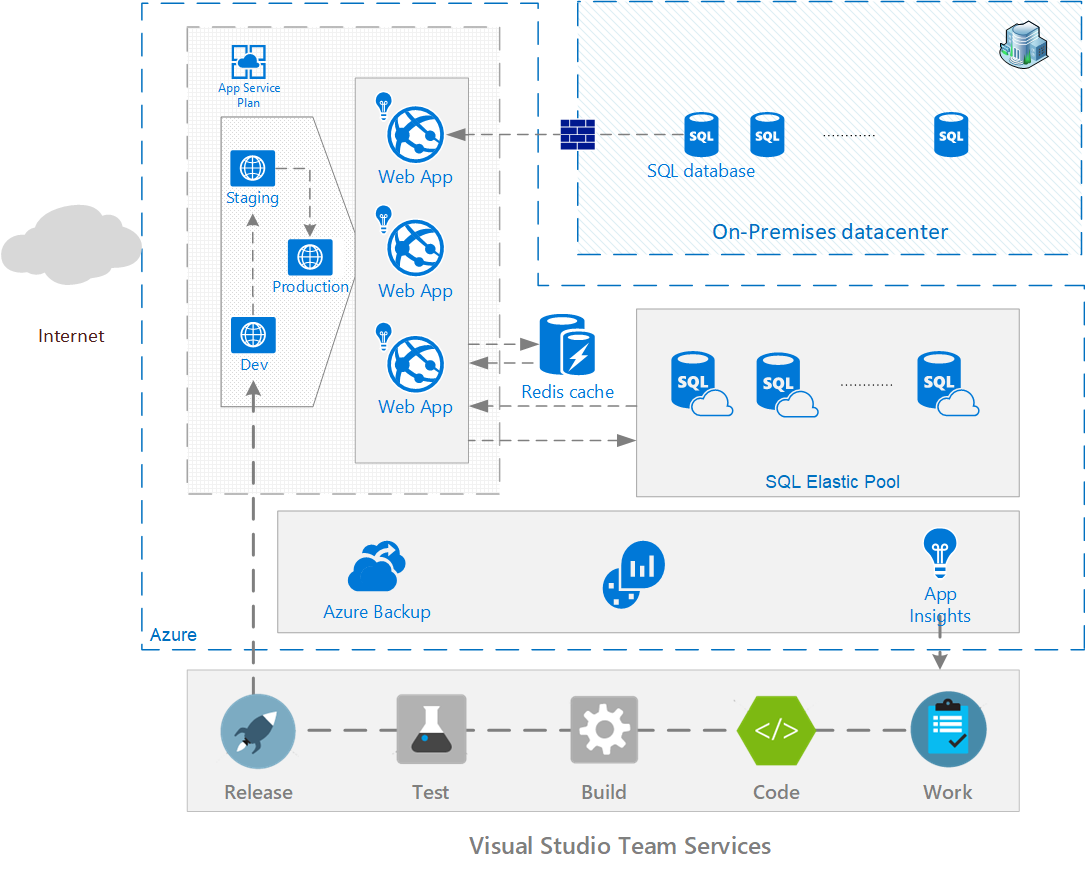 App Service
Plan
Staging
Production
Dev
Web App
Web App
Web App
SQL
SQL
SQL
SQL database
On-Premises datacenter
Internet
Redis cache
SQL
SQL
SQL
SQL Elastic Pool
Azure Backup
App
Insights
Azure
</>
Release
Test
Build
Code
Work
Visual Studio Team Services